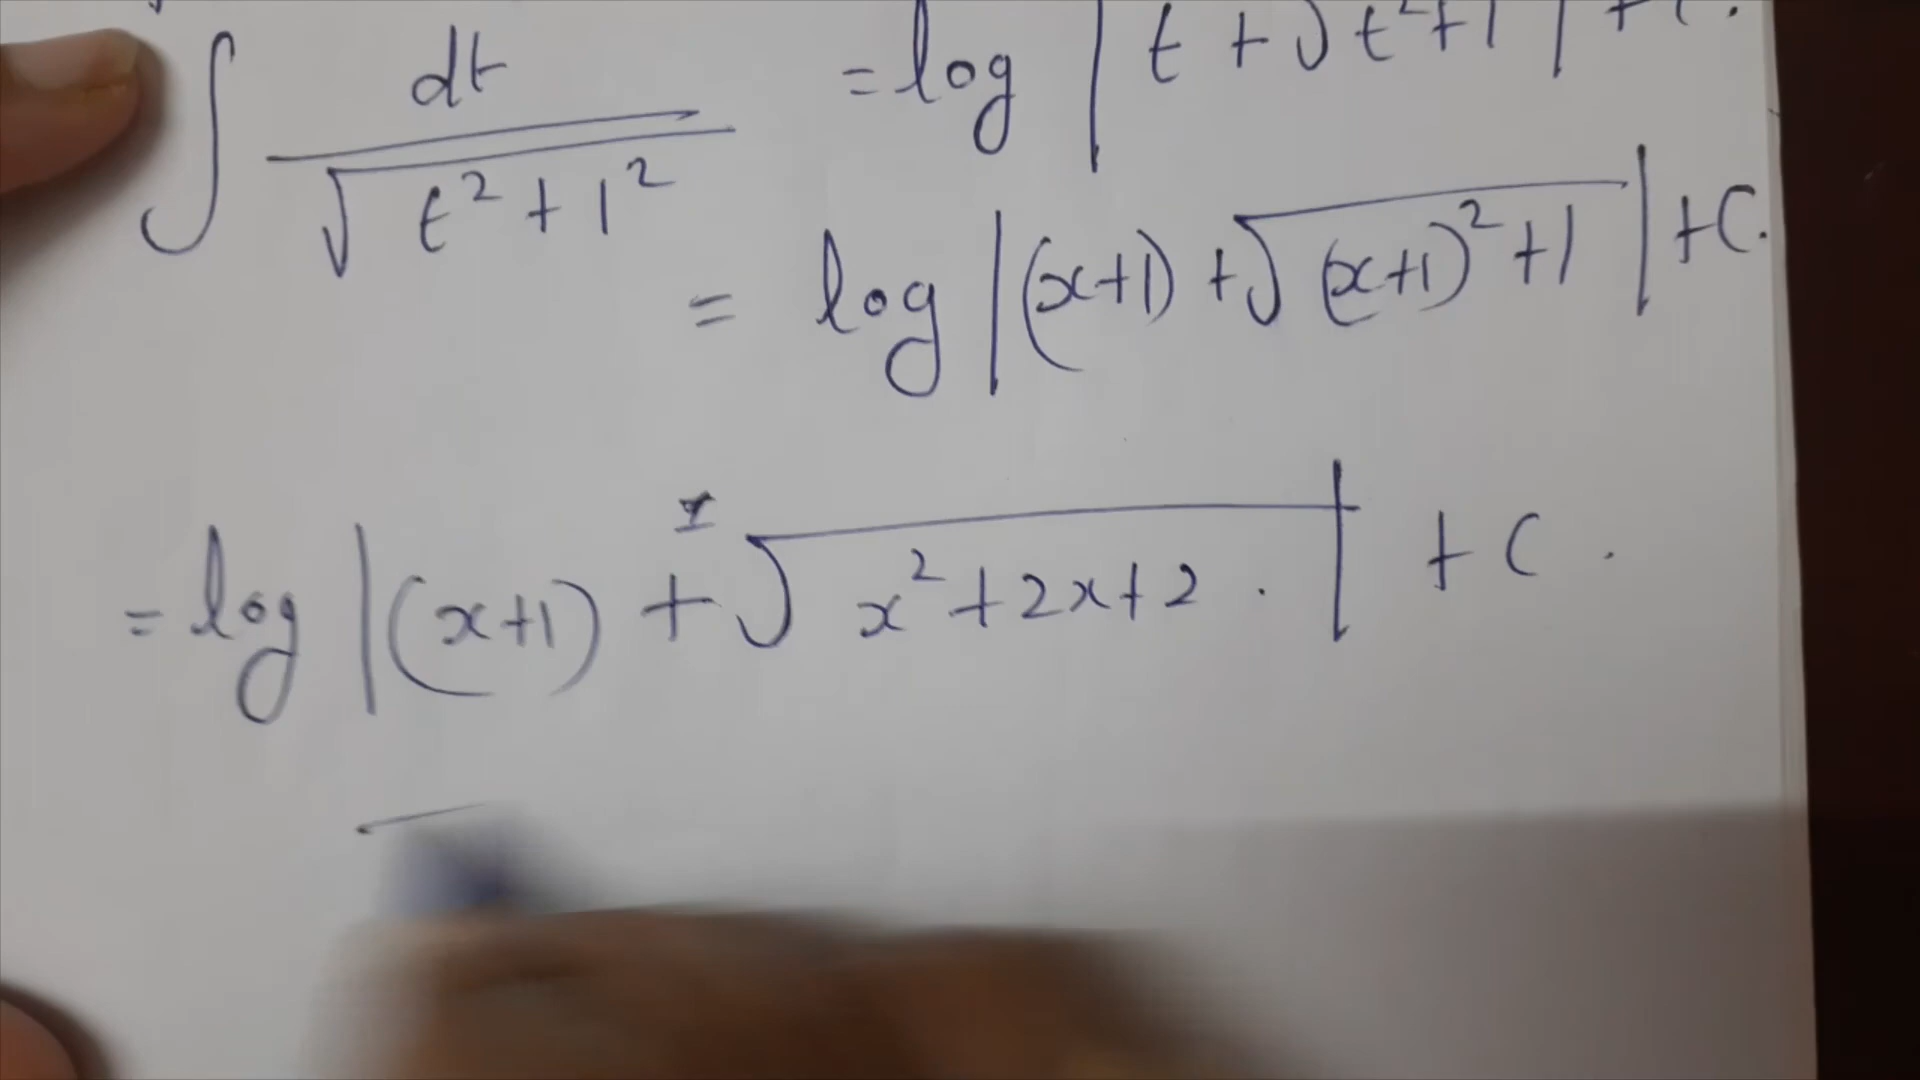 ∫ dt / √(t² + 1²) = log | t + √t² + 1 | + C.
= log | (x+1) + √((x+1)² + 1) | + C.
= log | (x+1) + √(x² + 2x + 2) . | + C .